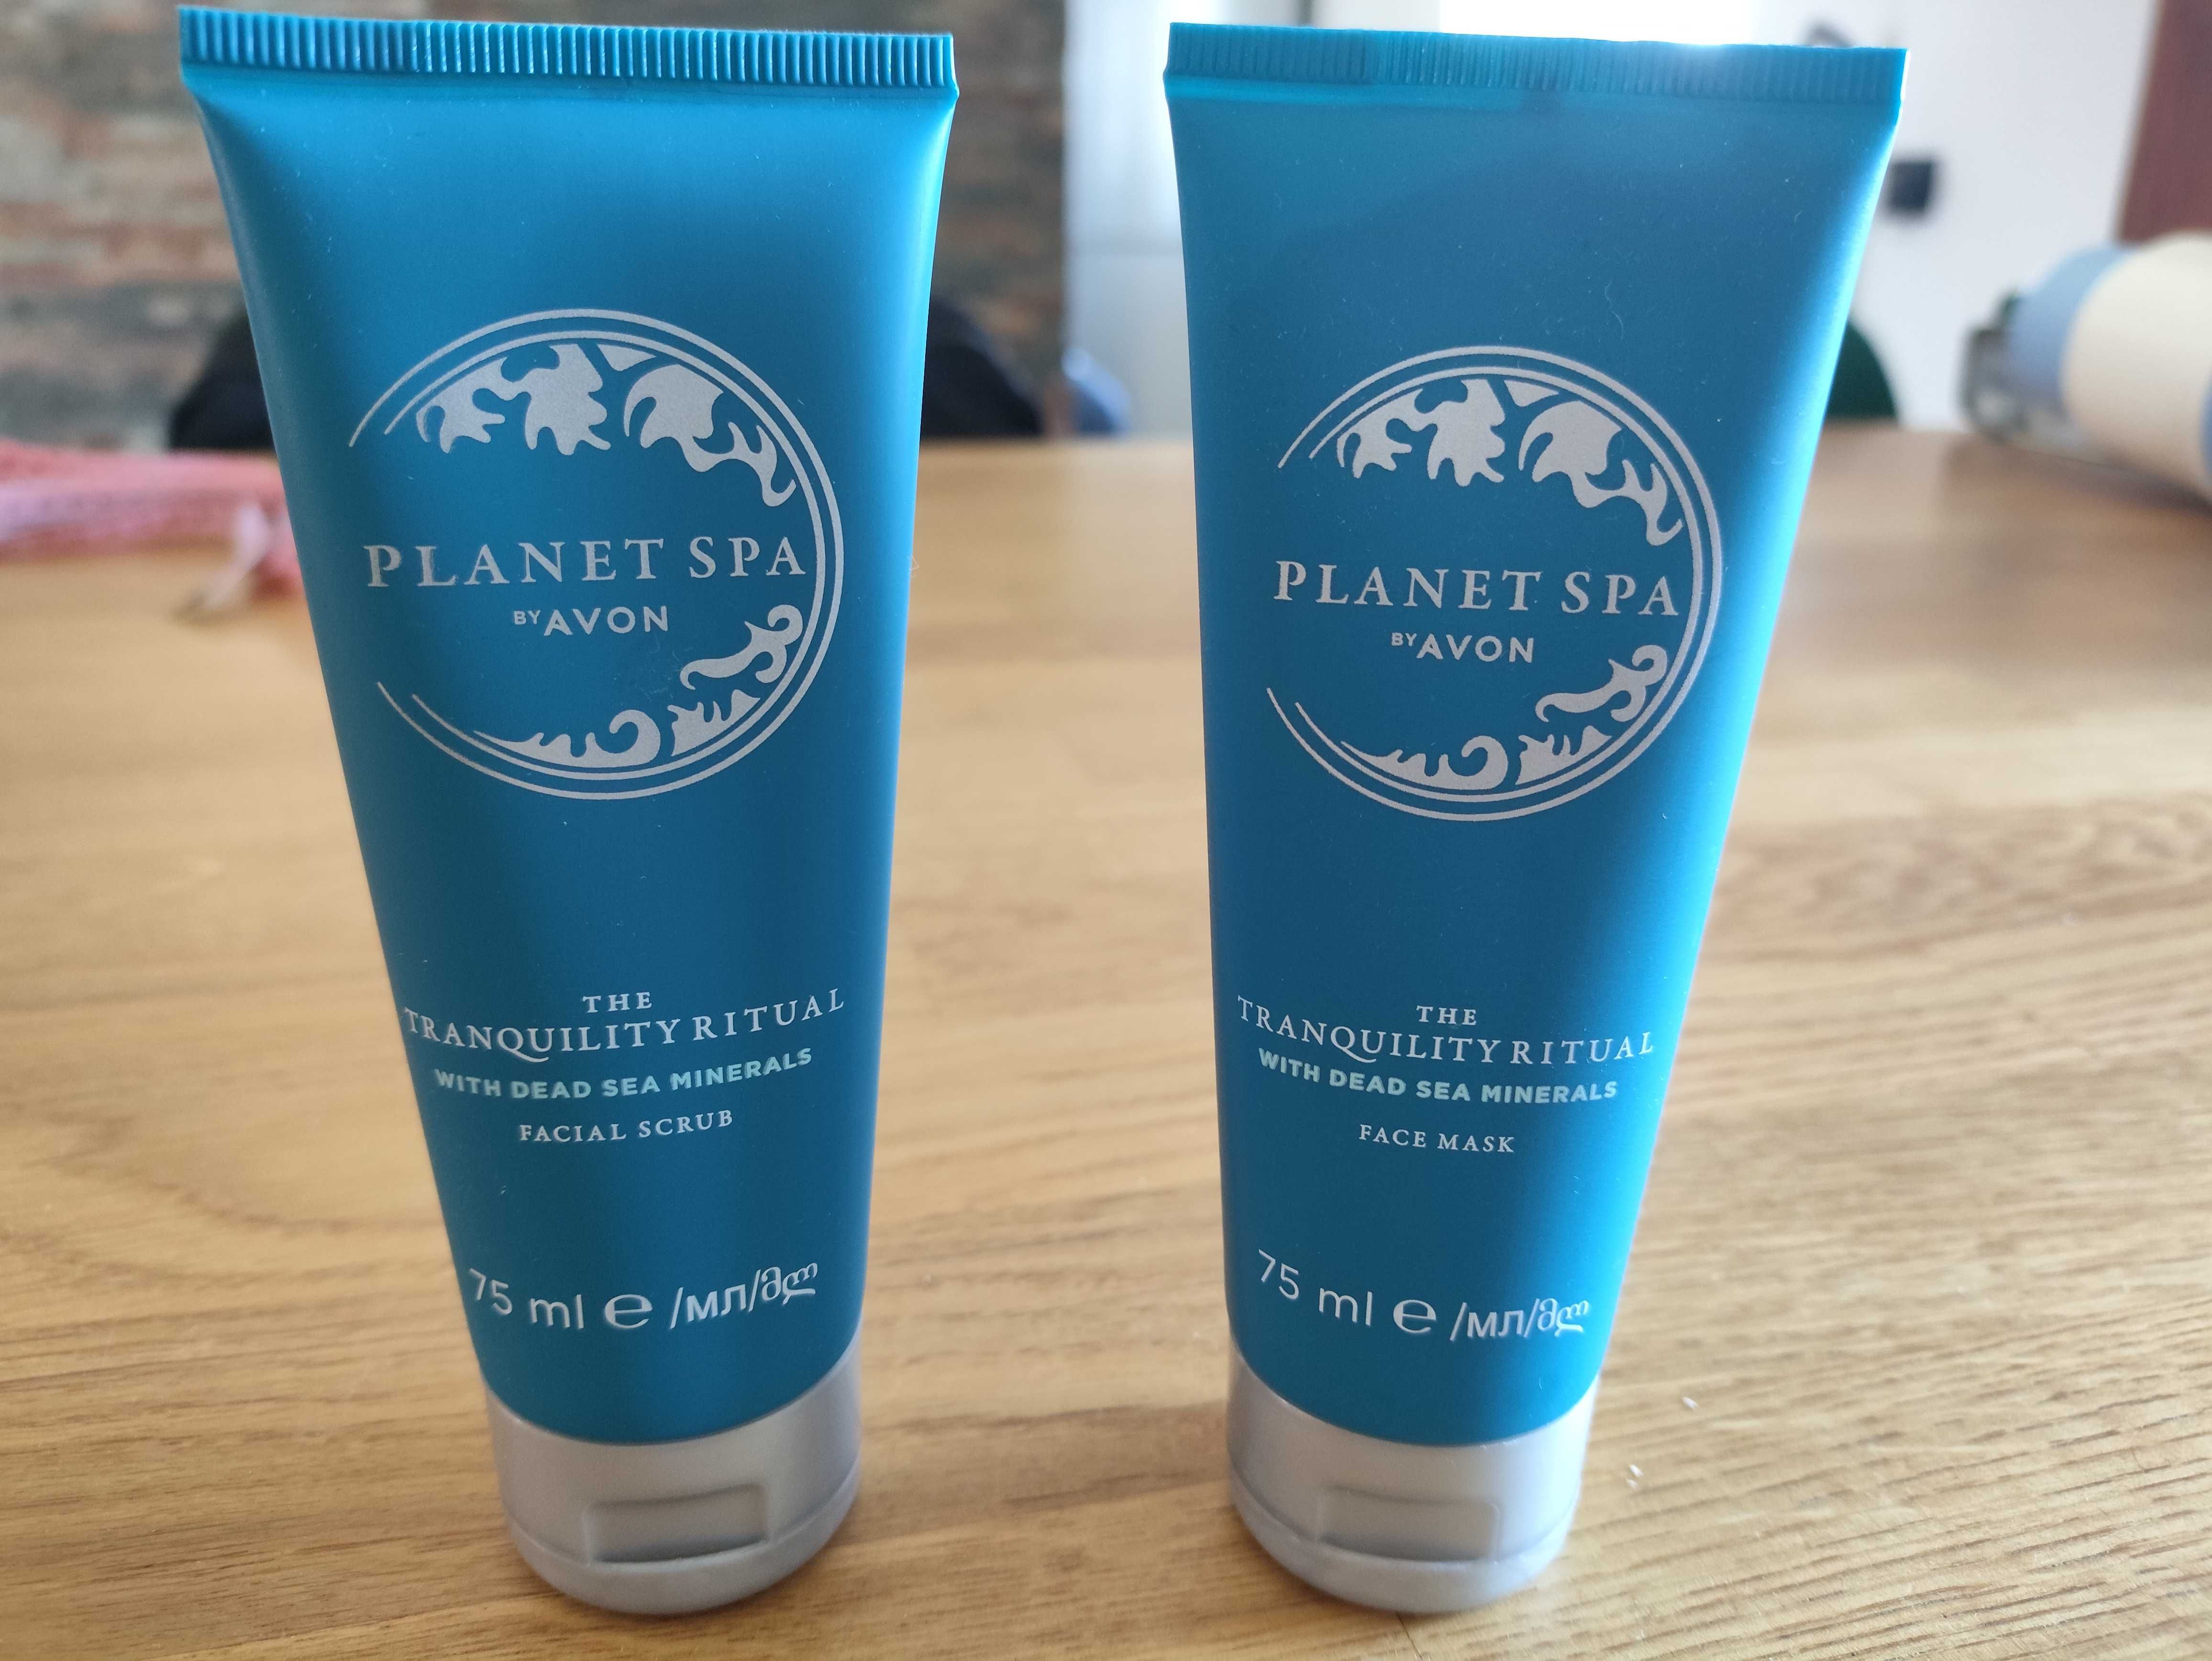 PLANET SPA
BY AVON
THE
TRANQUILITY RITUAL
WITH DEAD SEA MINERALS
FACIAL SCRUB
75 ml ℮ /мл/მლ
PLANET SPA
BY AVON
THE
TRANQUILITY RITUAL
WITH DEAD SEA MINERALS
FACE MASK
75 ml ℮ /мл/მლ